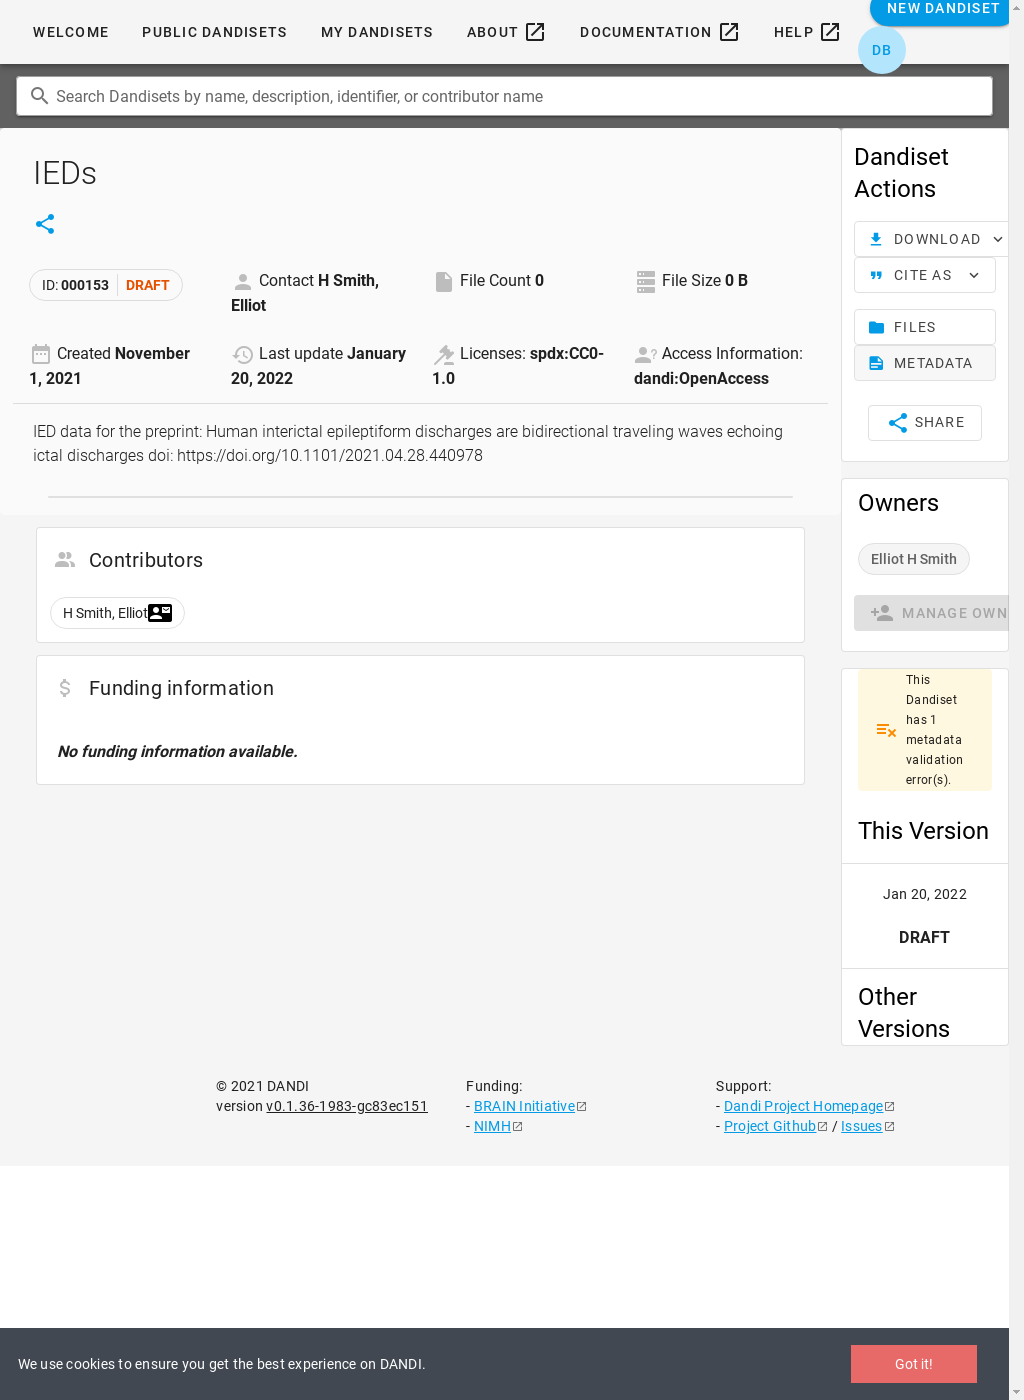 WELCOME PUBLIC DANDISETS MY DANDISETS ABOUT DOCUMENTATION HELP NEW DANDISET
DB
Search Dandisets by name, description, identifier, or contributor name
IEDs
ID: 000153 DRAFT
Contact H Smith,
Elliot
File Count 0
File Size 0 B
Created November
1, 2021
Last update January
20, 2022
Licenses: spdx:CC0-
1.0
Access Information:
dandi:OpenAccess
IED data for the preprint: Human interictal epileptiform discharges are bidirectional traveling waves echoing
ictal discharges doi: https://doi.org/10.1101/2021.04.28.440978
Contributors
H Smith, Elliot
Funding information
No funding information available.
Dandiset
Actions
DOWNLOAD
CITE AS
FILES
METADATA
SHARE
Owners
Elliot H Smith
MANAGE OWN
This
Dandiset
has 1
metadata
validation
error(s).
This Version
Jan 20, 2022
DRAFT
Other
Versions
© 2021 DANDI
version v0.1.36-1983-gc83ec151
Funding:
- BRAIN Initiative
- NIMH
Support:
- Dandi Project Homepage
- Project Github / Issues
We use cookies to ensure you get the best experience on DANDI.
Got it!